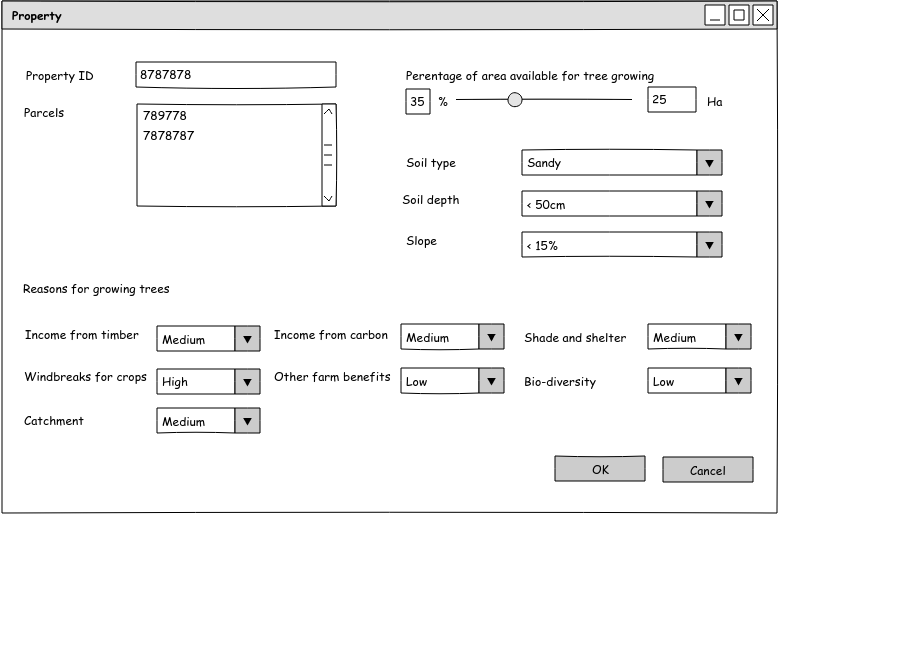 Property
Property ID 8787878
Parcels
789778
7878787
Perentage of area available for tree growing
35 % 25 Ha
Soil type Sandy
Soil depth < 50cm
Slope < 15%
Reasons for growing trees
Income from timber Medium Income from carbon Medium Shade and shelter Medium
Windbreaks for crops High Other farm benefits Low Bio-diversity Low
Catchment Medium
OK Cancel